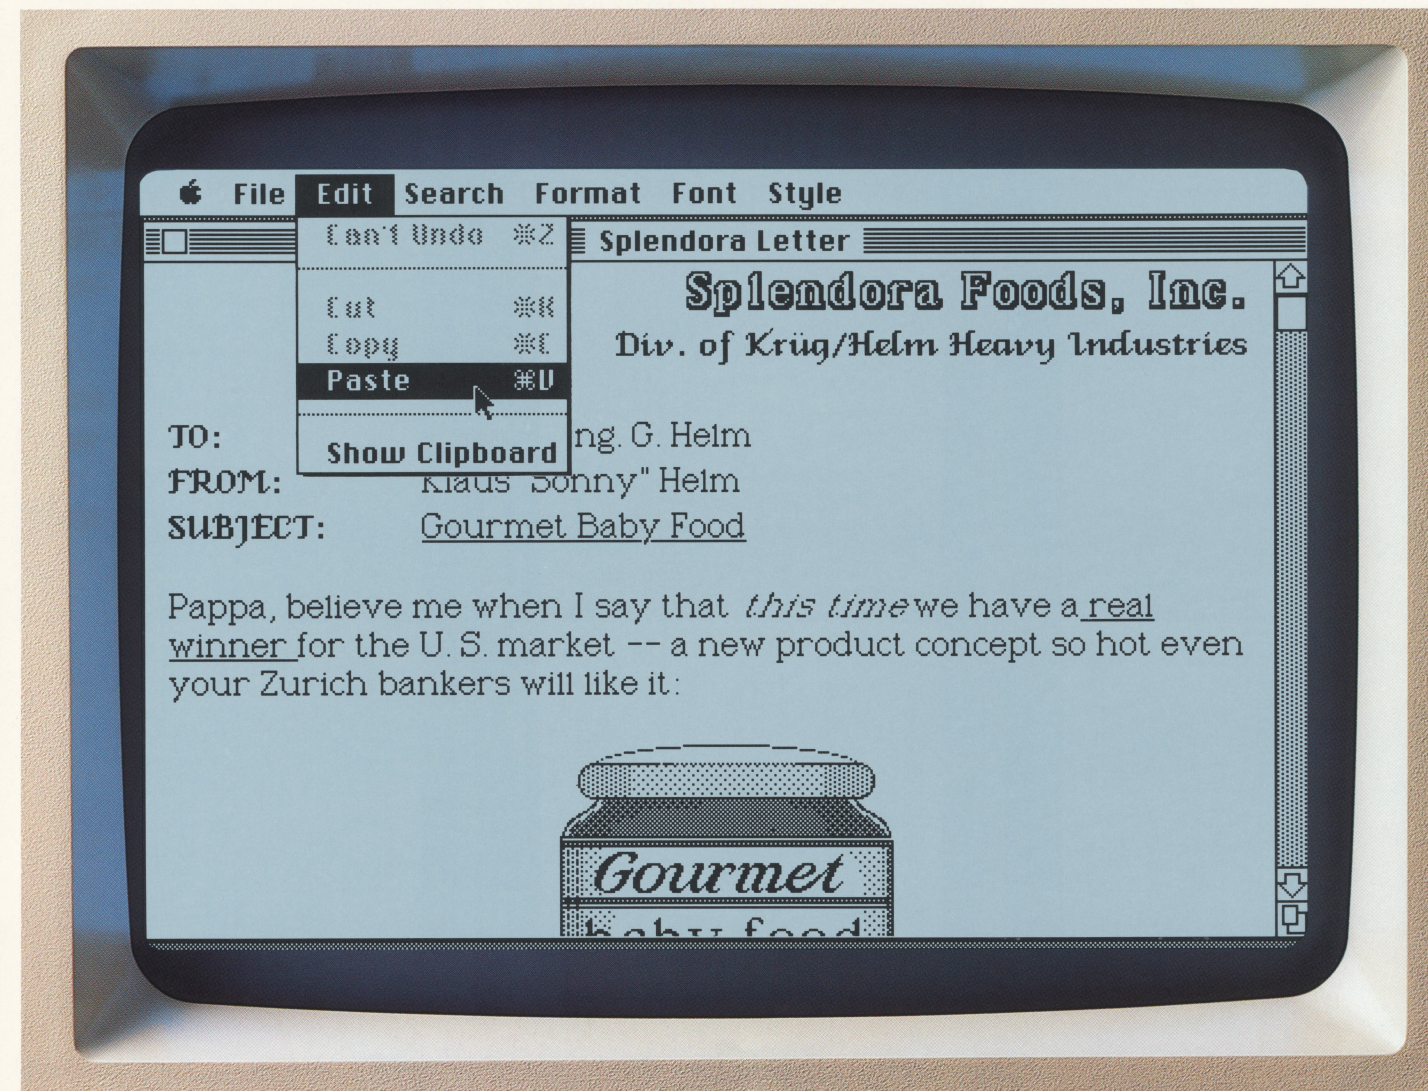 File Edit Search Format Font Style
Can't Undo ⌘Z
Splendora Letter
Cut ⌘X
Copy ⌘C
Paste ⌘V
Show Clipboard
Splendora Foods, Inc.
Div. of Krüg/Helm Heavy Industries
TO: ng. G. Helm
FROM: Klaus "Sonny" Helm
SUBJECT: Gourmet Baby Food
Pappa, believe me when I say that this time we have a real
winner for the U.S. market -- a new product concept so hot even
your Zurich bankers will like it:
Gourmet
baby food